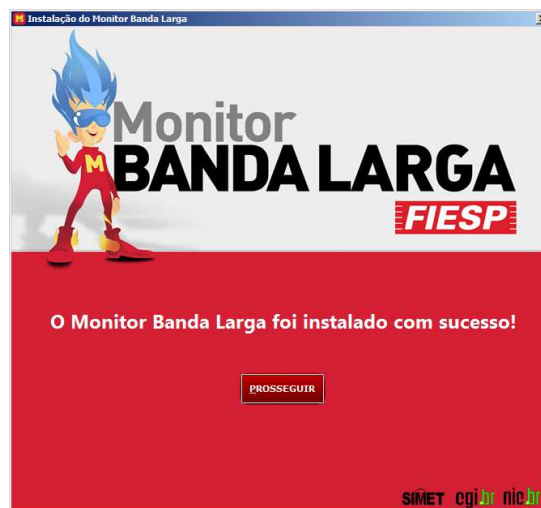 Instalação do Monitor Banda Larga
Monitor
M
BANDA LARGA
FIESP
O Monitor Banda Larga foi instalado com sucesso!
PROSSEGUIR
SIMET cgi.br nic.br